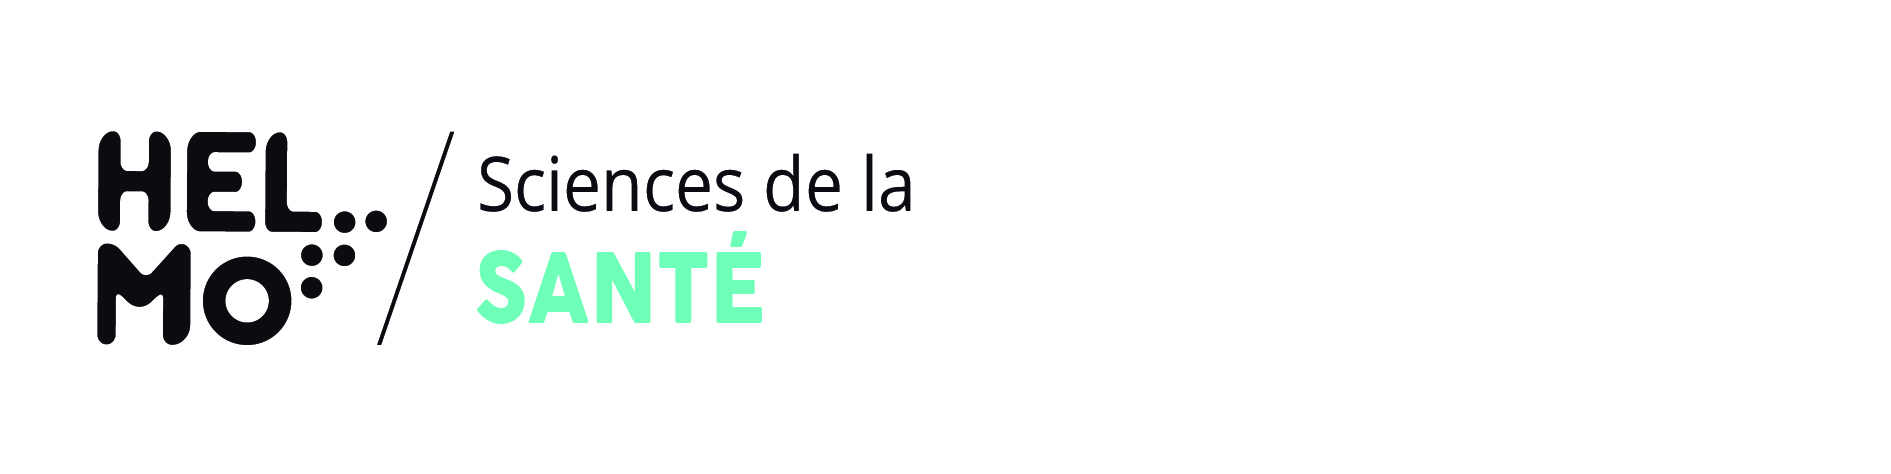 HEL
MO
Sciences de la
SANTÉ